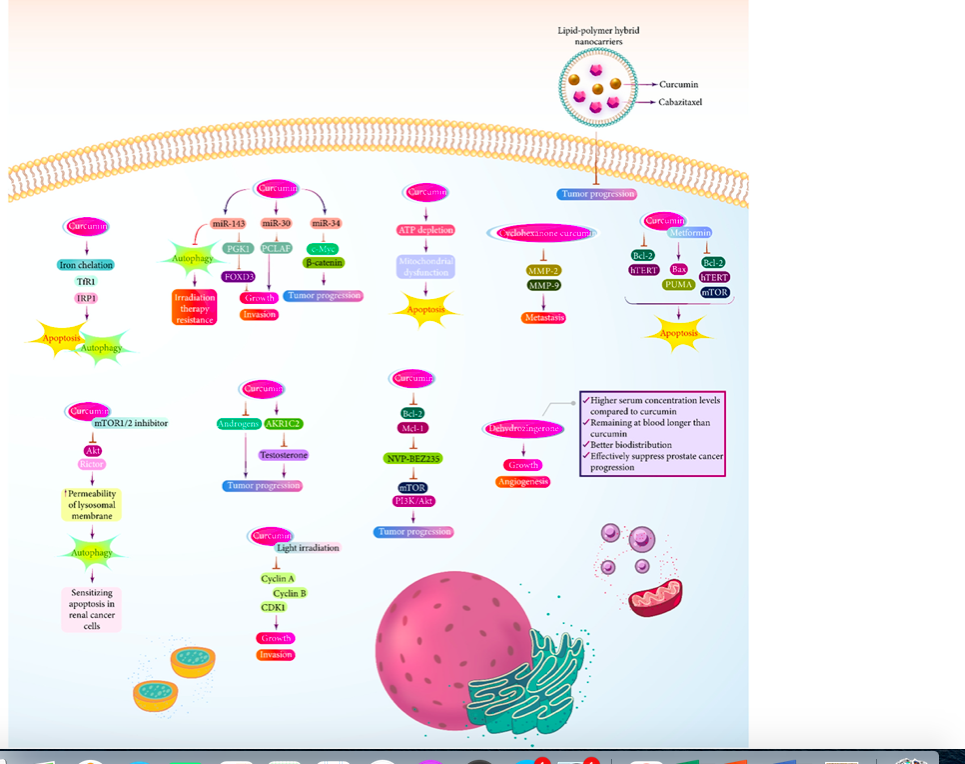 Lipid-polymer hybrid
nanocarriers
Curcumin
Cabazitaxel
Tumor progression
Curcumin
Iron chelation
TfR1
IRP1
Apoptosis
Autophagy
Curcumin
miR-143
miR-30
miR-34
Autophagy
PGK1
PCLAF
c-Myc
β-catenin
FOXD3
Irradiation
therapy
resistance
Growth
Invasion
Tumor progression
Curcumin
ATP depletion
Mitochondrial
dysfunction
Apoptosis
Cyclohexanone curcumin
MMP-2
MMP-9
Metastasis
Curcumin
Metformin
Bcl-2
hTERT
Bax
PUMA
Bcl-2
hTERT
mTOR
Apoptosis
Curcumin
mTOR1/2 inhibitor
Akt
Rictor
↑Permeability
of lysosomal
membrane
Autophagy
Sensitizing
apoptosis in
renal cancer
cells
Curcumin
Androgens
AKR1C2
Testosterone
Tumor progression
Curcumin
Light irradiation
Cyclin A
Cyclin B
CDK1
Growth
Invasion
Curcumin
Bcl-2
Mcl-1
NVP-BEZ235
mTOR
PI3K/Akt
Tumor progression
Dehydrozingerone
Growth
Angiogenesis
✓Higher serum concentration levels
compared to curcumin
✓Remaining at blood longer than
curcumin
✓Better biodistribution
✓Effectively suppress prostate cancer
progression